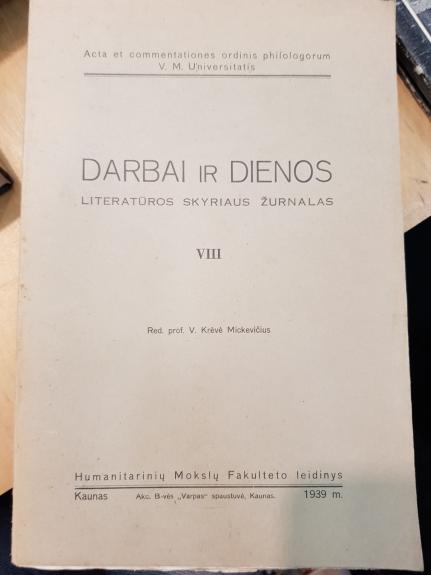 Acta et commentationes ordinis philologorum
V. M. Universitatis
DARBAI IR DIENOS
LITERATŪROS SKYRIAUS ŽURNALAS
VIII
Red. prof. V. Krėvė Mickevičius
Humanitarinių Mokslų Fakulteto leidinys
Kaunas Akc. B-vės „Varpas“ spaustuvė, Kaunas. 1939 m.